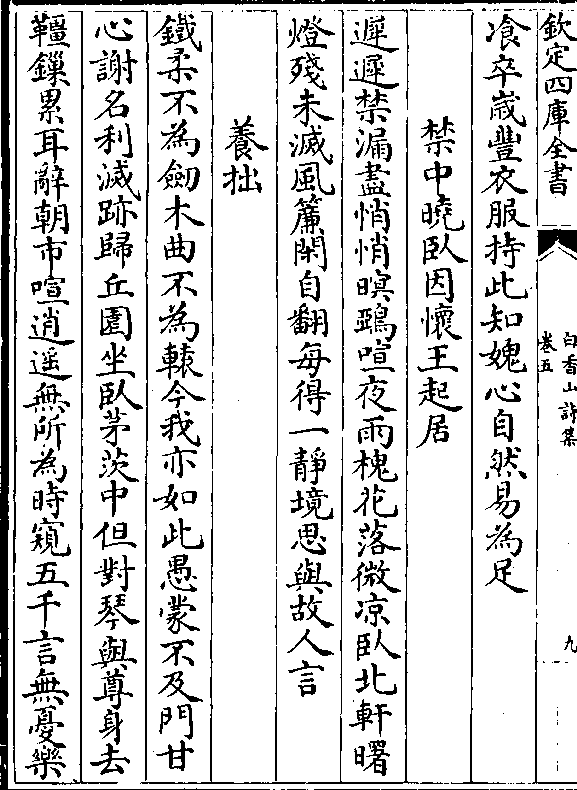 欽定四庫全書
白香山詩集
卷五
九
飡卒歳豐衣服持此知媿心自然易為足
禁中曉臥因懷王起居
遲遲禁漏盡悄悄暝鵶喧夜雨槐花落微凉臥北軒曙
燈殘未滅風簾閑自翻每得一靜境思與故人言
養拙
鐵柔不為劒木曲不為轅今我亦如此愚蒙不及門甘
心謝名利滅跡歸丘園坐臥茅茨中但對琴與尊身去
韁鏁累耳辭朝市喧逍遥無所為時窺五千言無憂樂